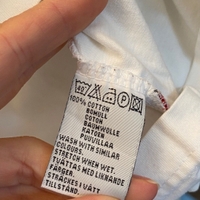 40 P
100% COTTON
BOMULL
COTON
BAUMWOLLE
KATOEN
PUUVILLAA
WASH WITH SIMILAR
COLOURS.
STRETCH WHEN WET.
TVÄTTAS MED LIKNANDE
FÄRGER.
STRÄCKES I VÅTT
TILLSTÅND.